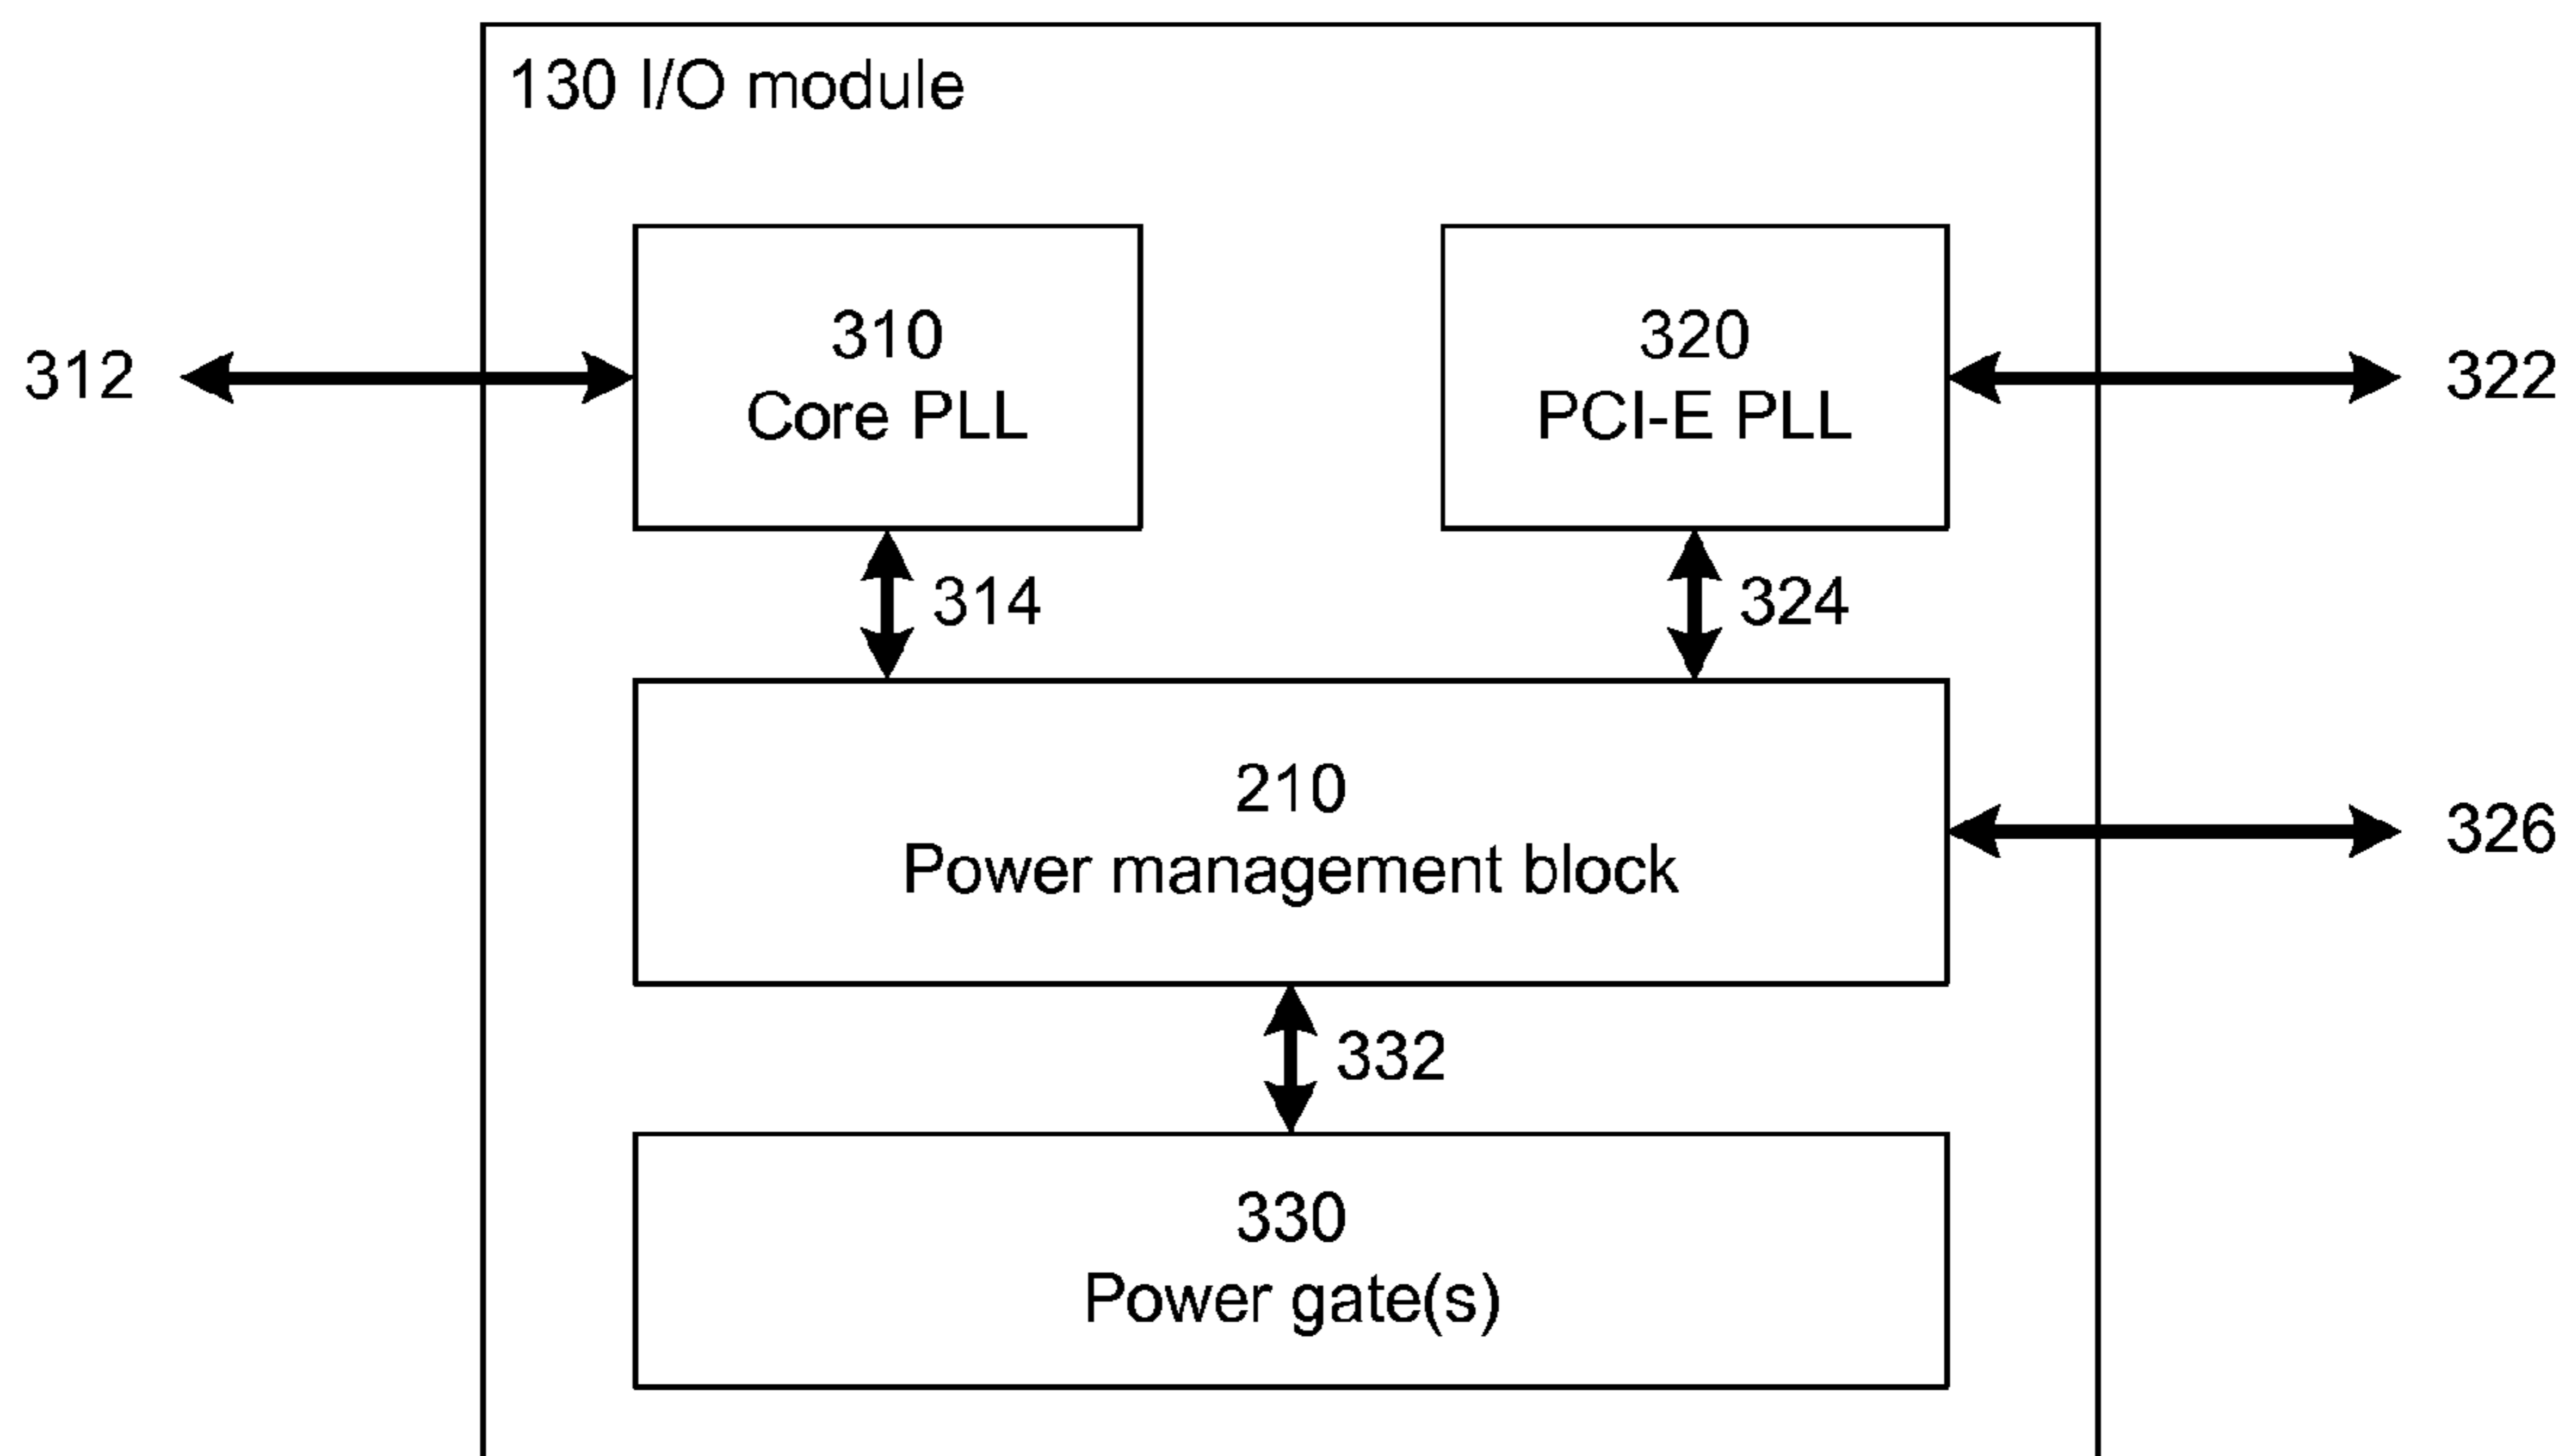 130 I/O module
310
Core PLL
320
PCI-E PLL
312
322
314
324
210
Power management block
326
332
330
Power gate(s)